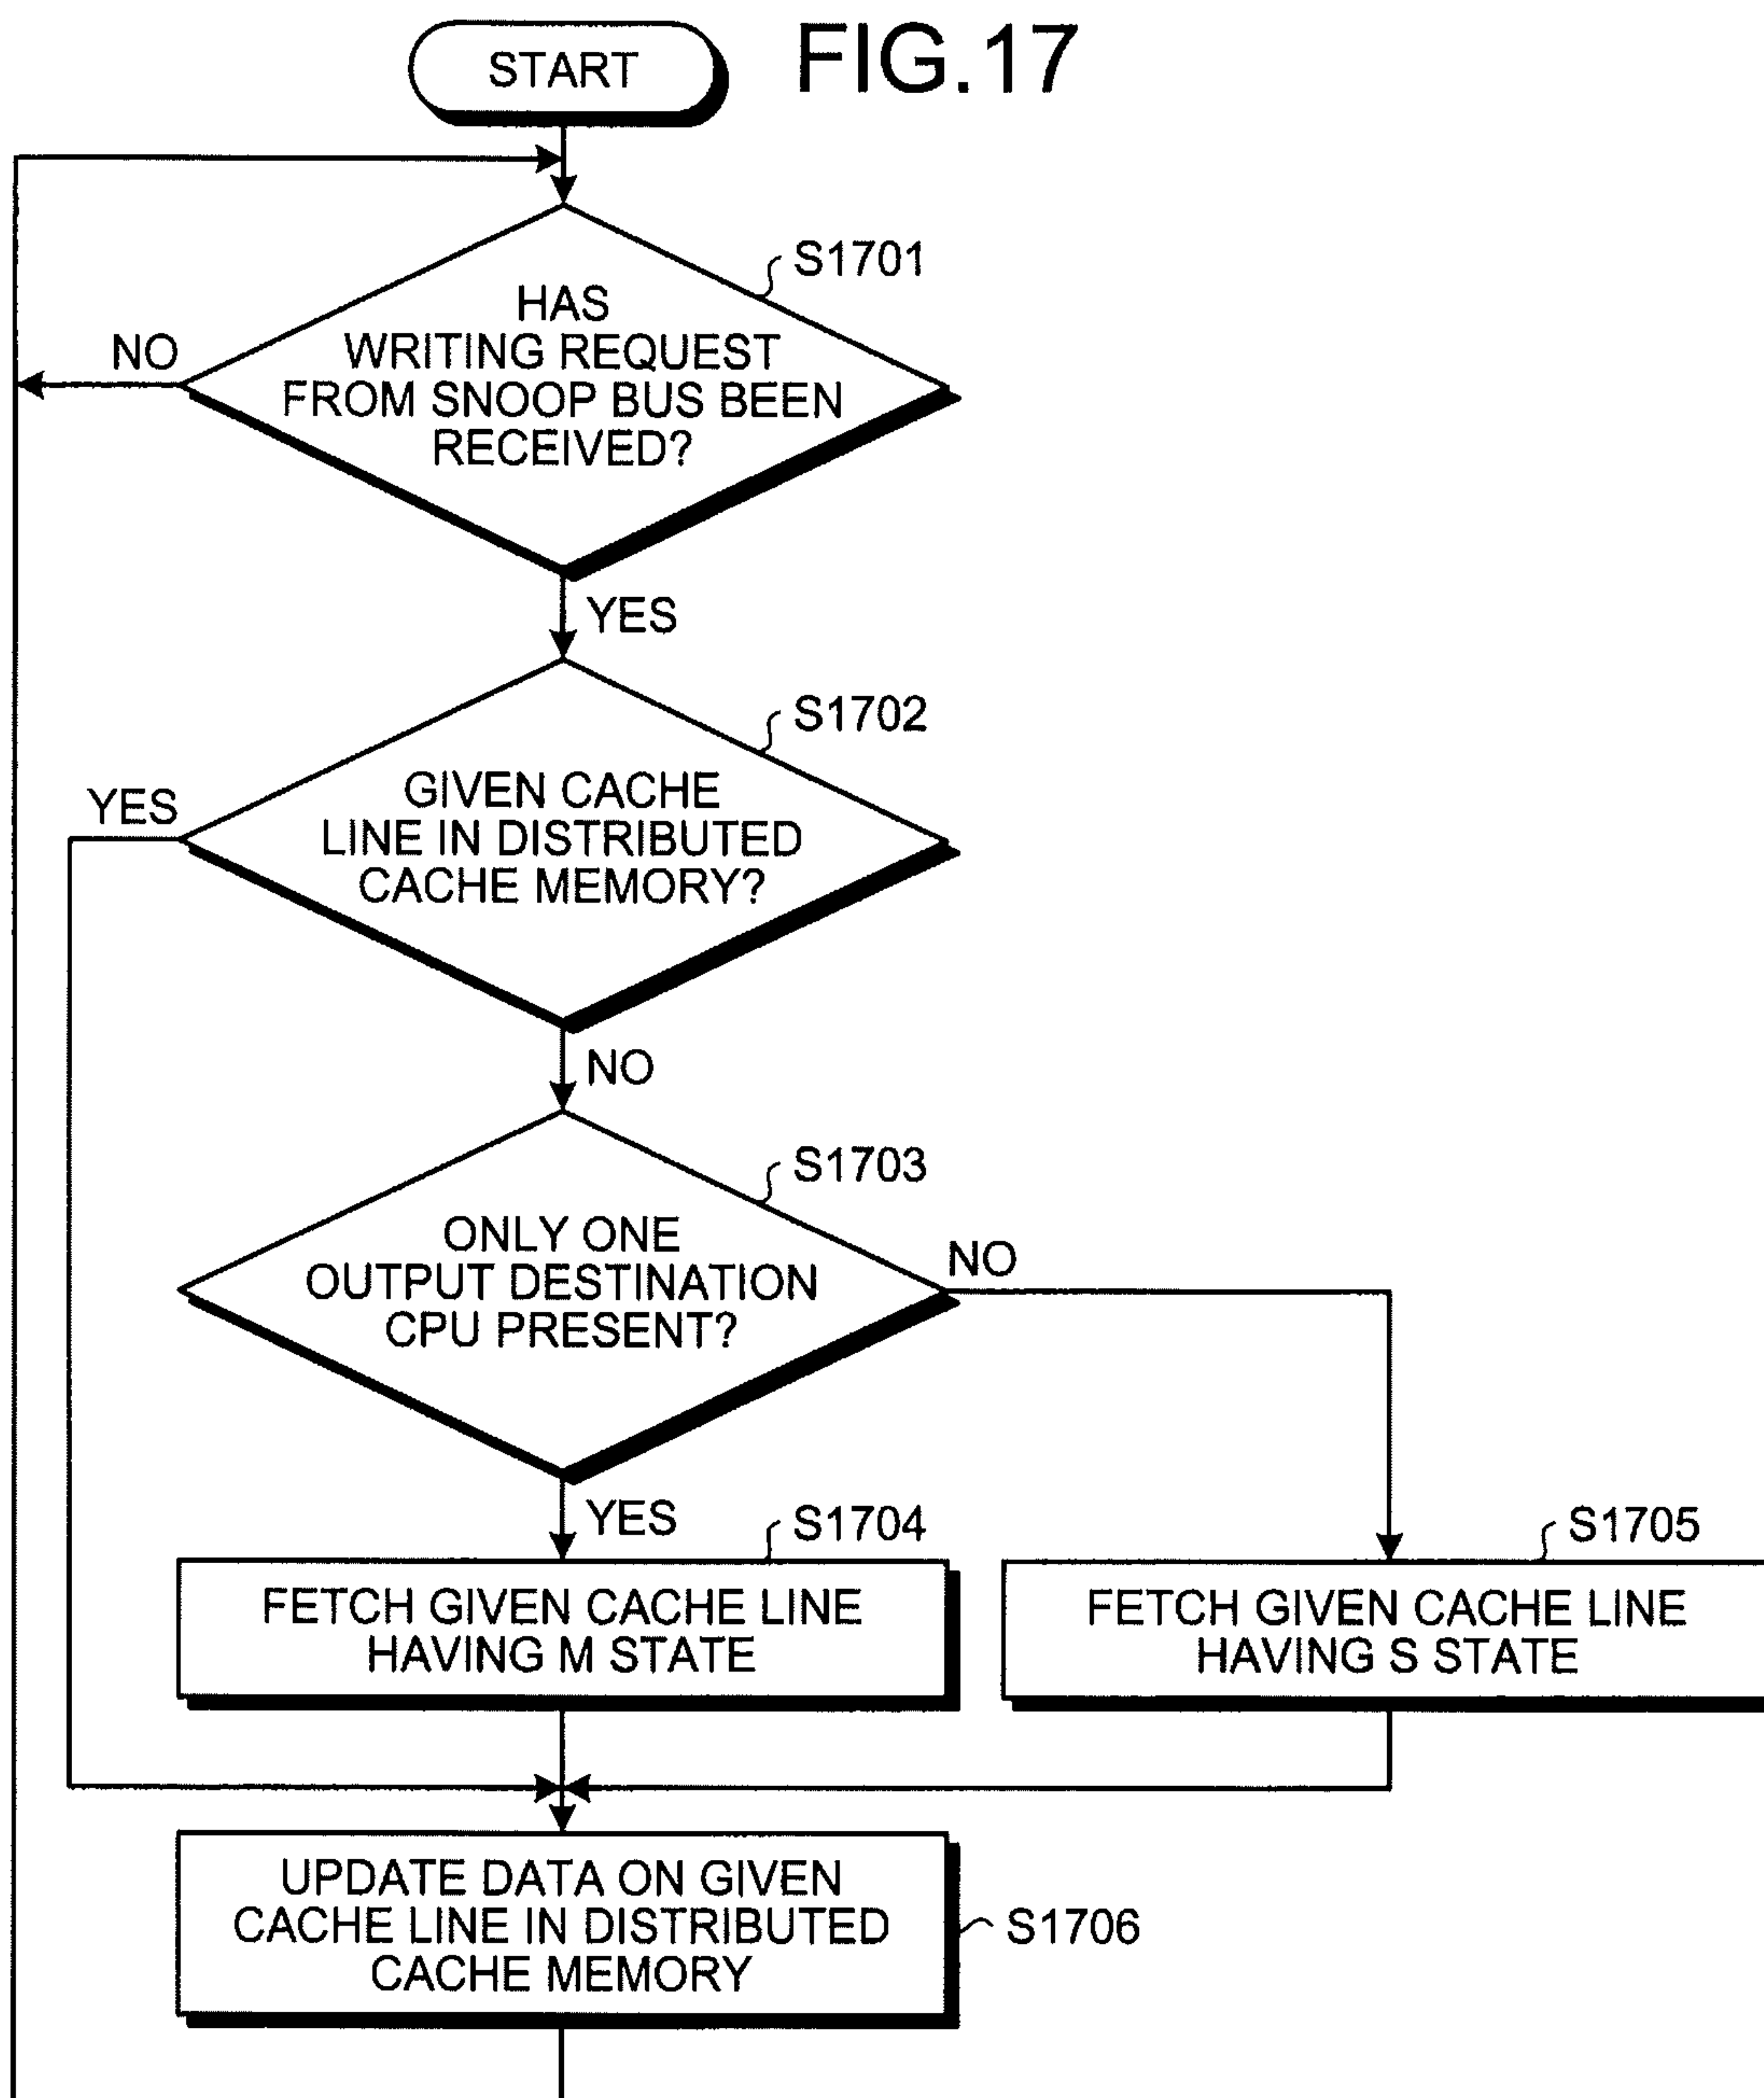 START
FIG.17
S1701
HAS
WRITING REQUEST
FROM SNOOP BUS BEEN
RECEIVED?
NO
YES
S1702
GIVEN CACHE
LINE IN DISTRIBUTED
CACHE MEMORY?
YES
NO
S1703
ONLY ONE
OUTPUT DESTINATION
CPU PRESENT?
NO
YES
S1704
FETCH GIVEN CACHE LINE
HAVING M STATE
S1705
FETCH GIVEN CACHE LINE
HAVING S STATE
UPDATE DATA ON GIVEN
CACHE LINE IN DISTRIBUTED
CACHE MEMORY
S1706